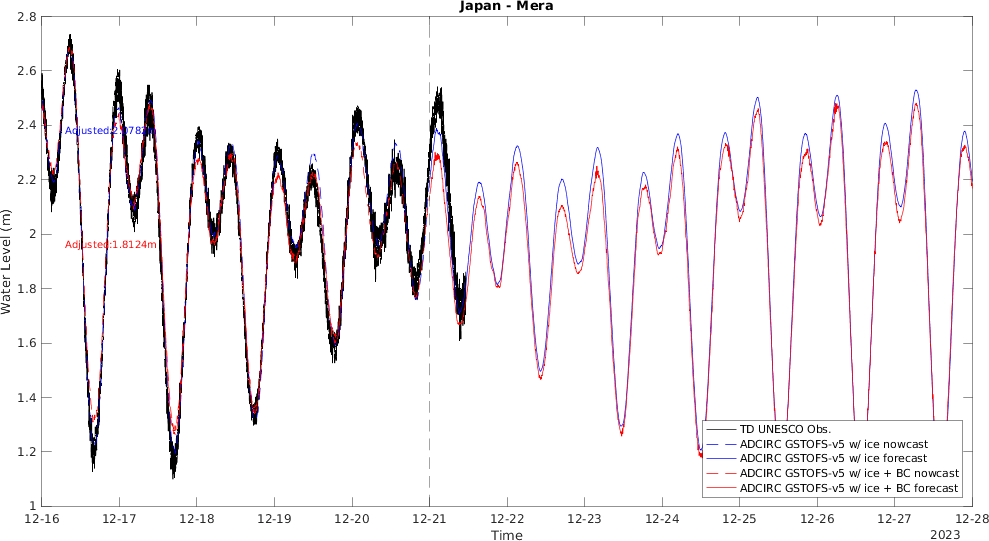 Japan - Mera
Water Level (m)
2.8
2.6
2.4
2.2
2
1.8
1.6
1.4
1.2
1
Adjusted:1.8124m
TD UNESCO Obs.
ADCIRC GSTOFS-v5 w/ ice nowcast
ADCIRC GSTOFS-v5 w/ ice forecast
ADCIRC GSTOFS-v5 w/ ice + BC nowcast
ADCIRC GSTOFS-v5 w/ ice + BC forecast
12-16 12-17 12-18 12-19 12-20 12-21 12-22 12-23 12-24 12-25 12-26 12-27 12-28
Time
2023